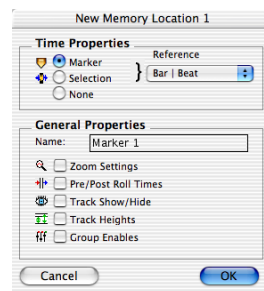 New Memory Location 1
Time Properties
Marker
Selection
None
}
Reference
Bar | Beat
General Properties
Name: Marker 1
Zoom Settings
Pre/Post Roll Times
Track Show/Hide
Track Heights
Group Enables
Cancel OK